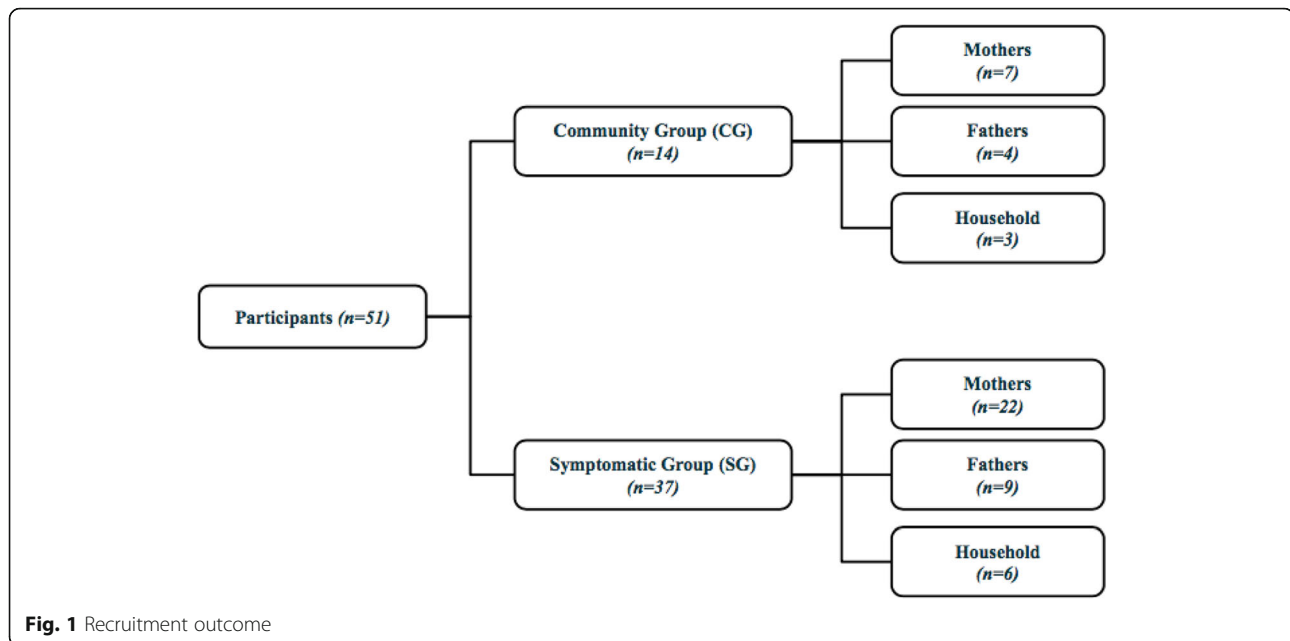 Mothers
(n=7)
Community Group (CG)
(n=14)
Fathers
(n=4)
Household
(n=3)
Participants (n=51)
Mothers
(n=22)
Symptomatic Group (SG)
(n=37)
Fathers
(n=9)
Household
(n=6)
Fig. 1 Recruitment outcome